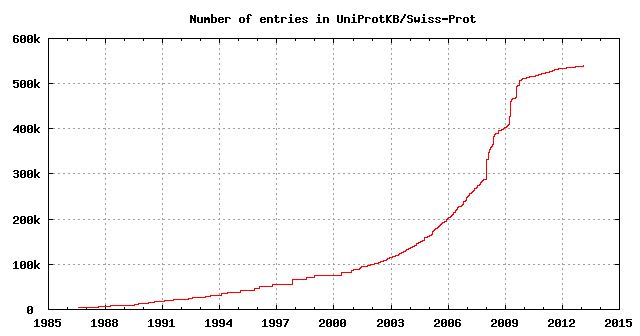 Number of entries in UniProtKB/Swiss-Prot
600k
500k
400k
300k
200k
100k
0
1985 1988 1991 1994 1997 2000 2003 2006 2009 2012 2015